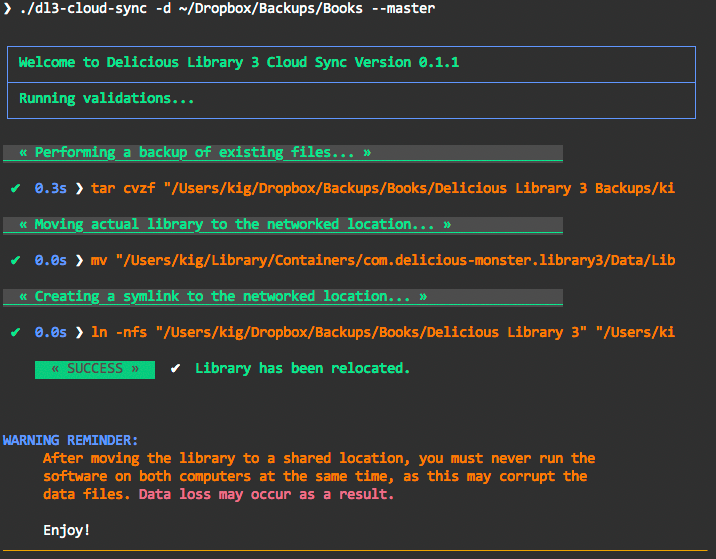 ❯ ./dl3-cloud-sync -d ~/Dropbox/Backups/Books --master
Welcome to Delicious Library 3 Cloud Sync Version 0.1.1
Running validations...
« Performing a backup of existing files... »
✔ 0.3s ❯ tar cvzf "/Users/kig/Dropbox/Backups/Books/Delicious Library 3 Backups/ki
« Moving actual library to the networked location... »
✔ 0.0s ❯ mv "/Users/kig/Library/Containers/com.delicious-monster.library3/Data/Lib
« Creating a symlink to the networked location... »
✔ 0.0s ❯ ln -nfs "/Users/kig/Dropbox/Backups/Books/Delicious Library 3" "/Users/ki
« SUCCESS » ✔ Library has been relocated.
WARNING REMINDER:
After moving the library to a shared location, you must never run the
software on both computers at the same time, as this may corrupt the
data files. Data loss may occur as a result.
Enjoy!